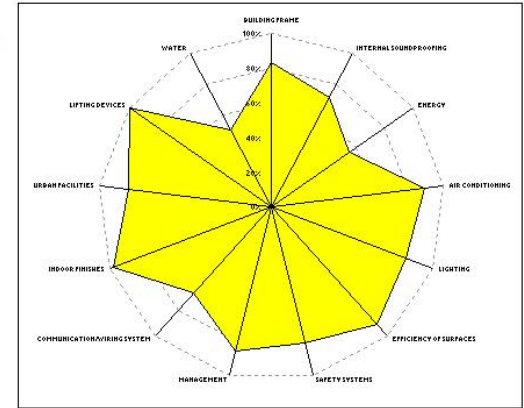 BUILDING FRAME
100%
WATER
INTERNAL SOUNDPROOFING
80%
LIFTING DEVICES
60%
ENERGY
40%
20%
URBAN FACILITIES
AIR CONDITIONING
0%
INDOOR FINISHES
LIGHTING
COMMUNICATION/WIRING SYSTEM
EFFICIENCY OF SURFACES
MANAGEMENT
SAFETY SYSTEMS